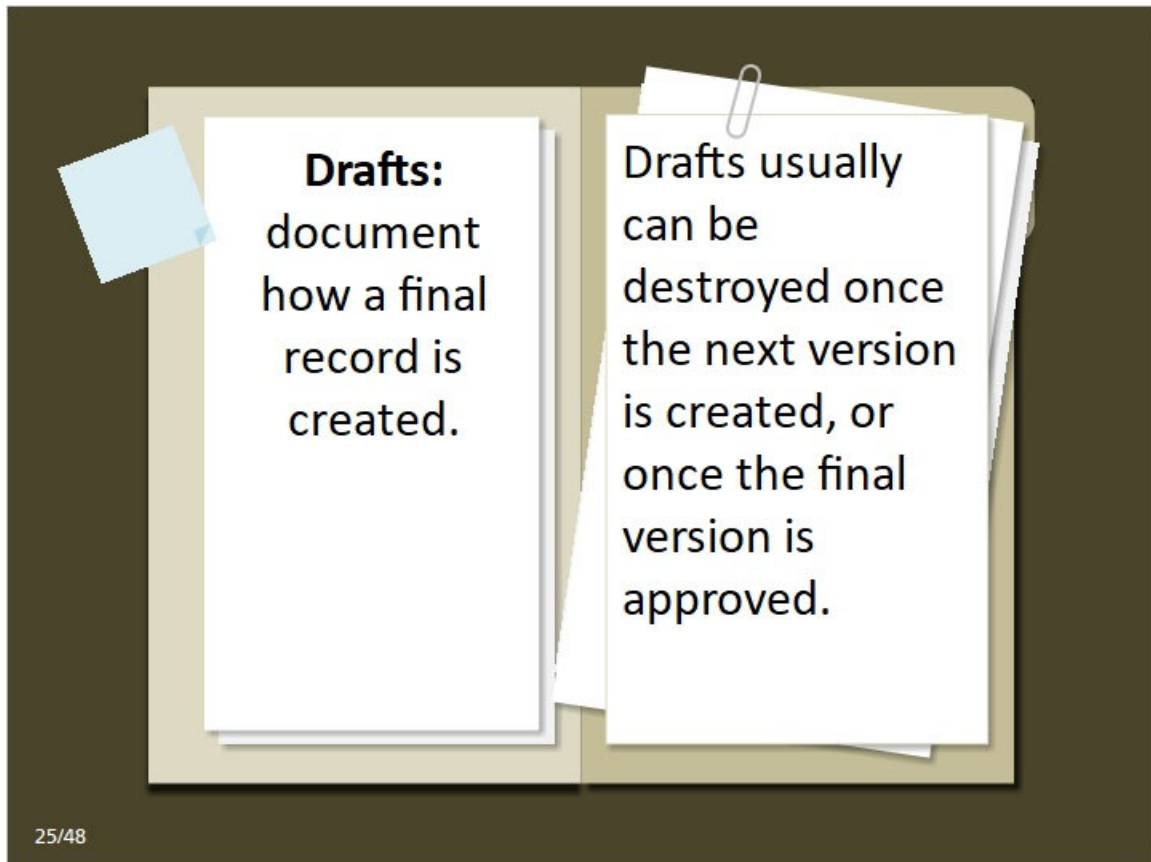 Drafts:
document
how a final
record is
created.
Drafts usually
can be
destroyed once
the next version
is created, or
once the final
version is
approved.
25/48